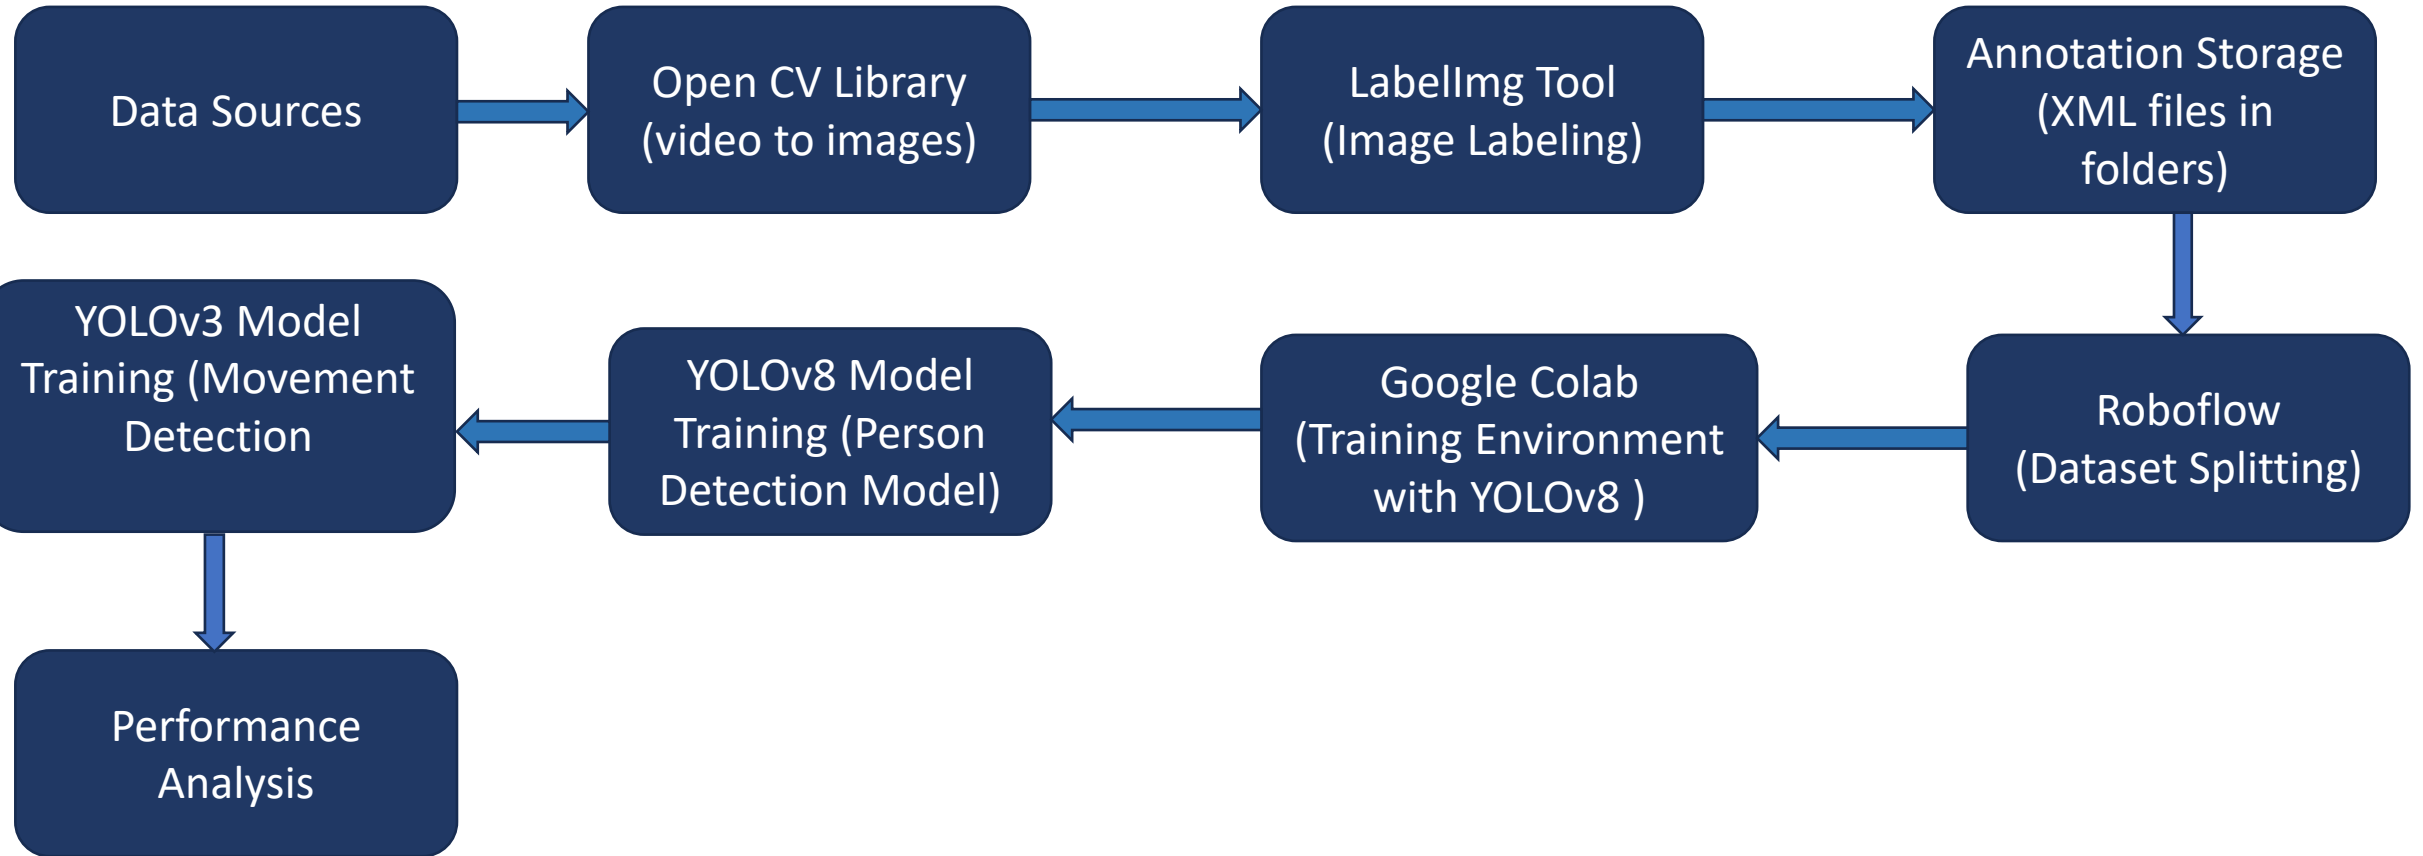 Data Sources
Open CV Library
(video to images)
LabelImg Tool
(Image Labeling)
Annotation Storage
(XML files in
folders)
YOLOv3 Model
Training (Movement
Detection
YOLOv8 Model
Training (Person
Detection Model)
Google Colab
(Training Environment
with YOLOv8 )
Roboflow
(Dataset Splitting)
Performance
Analysis